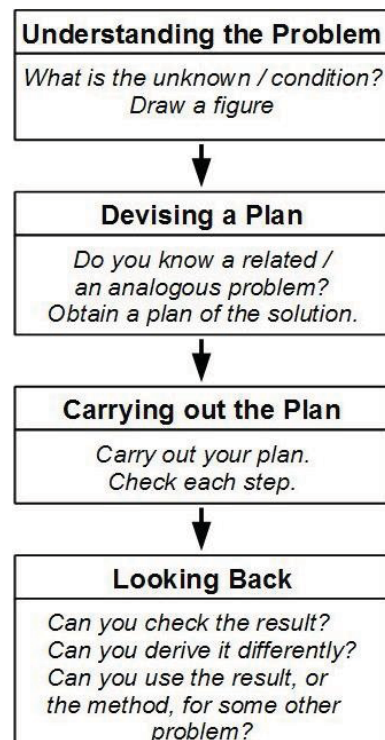 Understanding the Problem
What is the unknown / condition?
Draw a figure
Devising a Plan
Do you know a related /
an analogous problem?
Obtain a plan of the solution.
Carrying out the Plan
Carry out your plan.
Check each step.
Looking Back
Can you check the result?
Can you derive it differently?
Can you use the result, or
the method, for some other
problem?